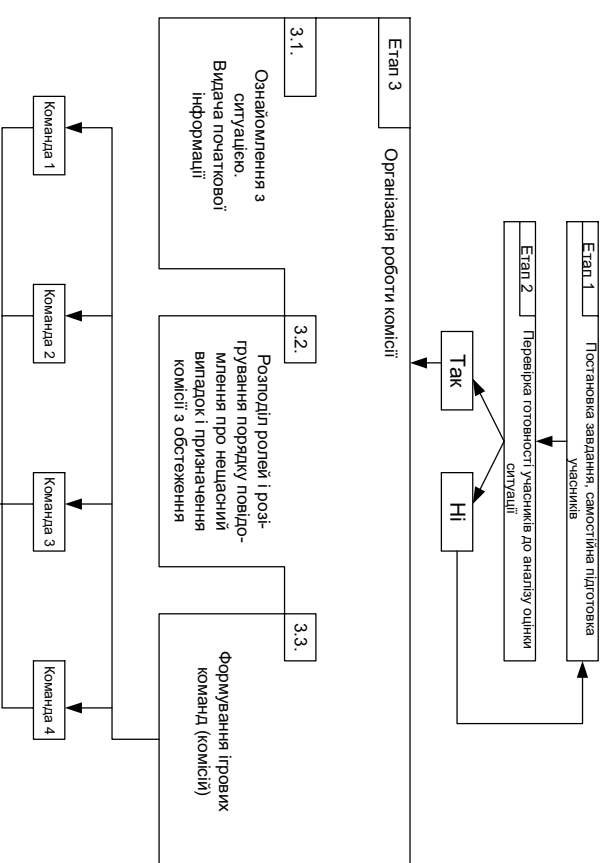 Етап 1
Постановка завдання, самостійна підготовка
учасників
Етап 2
Перевірка готовності учасників до аналізу оцінки
ситуації
Так
Ні
Етап 3
Організація роботи комісії
3.1.
Ознайомлення з
ситуацією.
Видача початкової
інформації
3.2.
Розподіл ролей і розі-
грування порядку повідо-
млення про нещасний
випадок і призначення
комісії з обстеження
3.3.
Формування ігрових
команд (комісій)
Команда 1
Команда 2
Команда 3
Команда 4